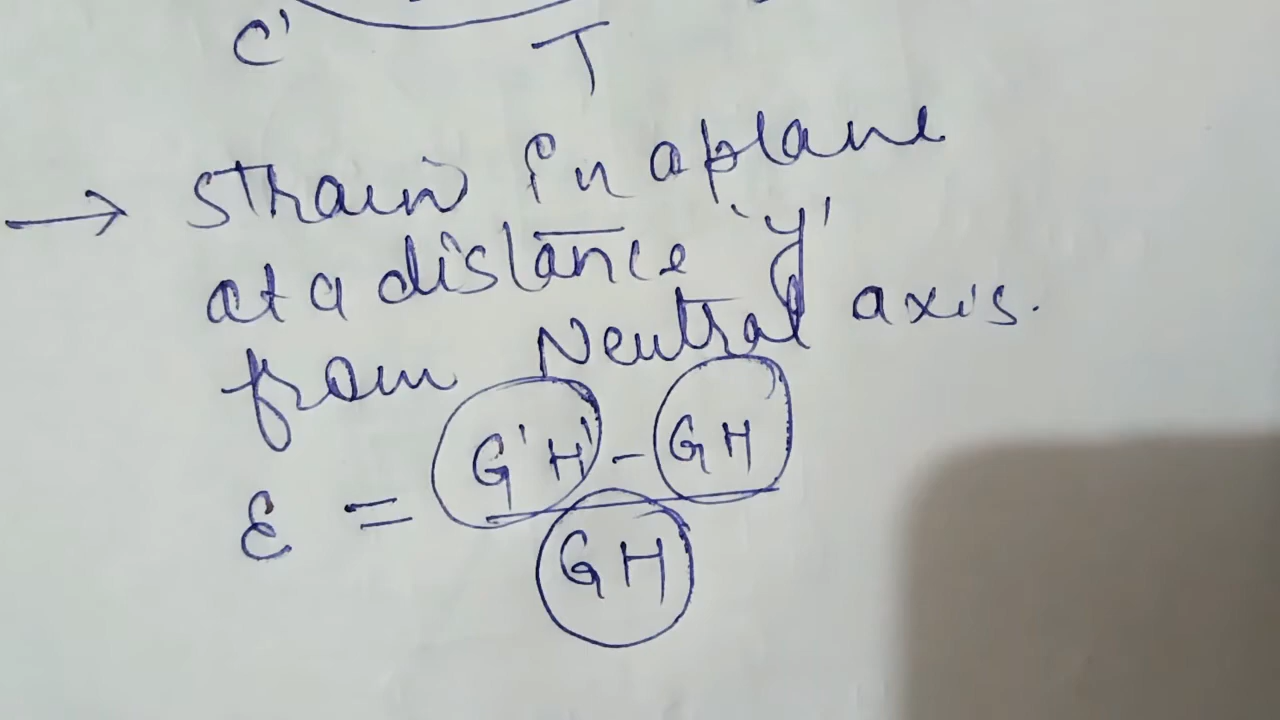 C' T
→ Strain in a plane
at a distance 'y'
from Neutral axis.
ε = (G'H' - GH) / GH